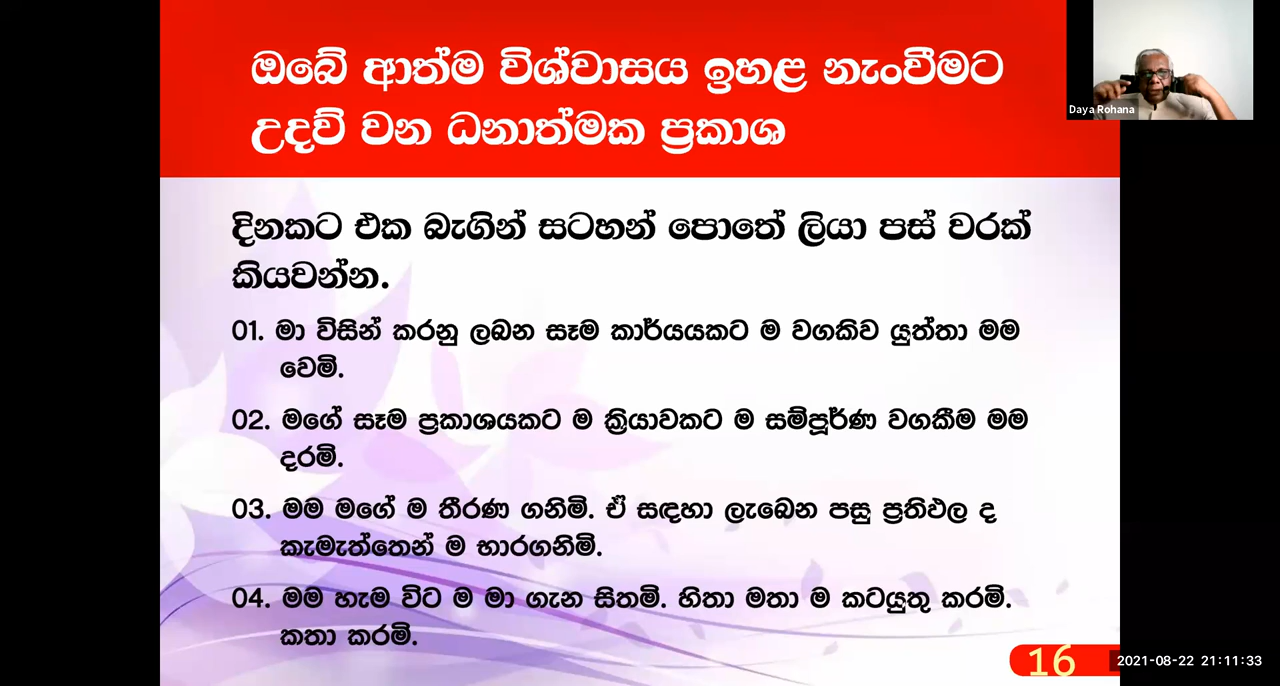 ඔබේ ආත්ම විශ්වාසය ඉහළ නැංවීමට
උදව් වන ධනාත්මක ප්‍රකාශ
Daya Rohana
දිනකට එක බැගින් සටහන් පොතේ ලියා පස් වරක්
කියවන්න.
01. මා විසින් කරනු ලබන සෑම කාර්යයකට ම වගකිව යුත්තා මම
වෙමි.
02. මගේ සෑම ප්‍රකාශයකට ම ක්‍රියාවකට ම සම්පූර්ණ වගකීම මම
දරමි.
03. මම මගේ ම තීරණ ගනිමි. ඒ සඳහා ලැබෙන පසු ප්‍රතිඵල ද
කැමැත්තෙන් ම භාරගනිමි.
04. මම හැම විට ම මා ගැන සිතමි. හිතා මතා ම කටයුතු කරමි.
කතා කරමි.
16
2021-08-22 21:11:33